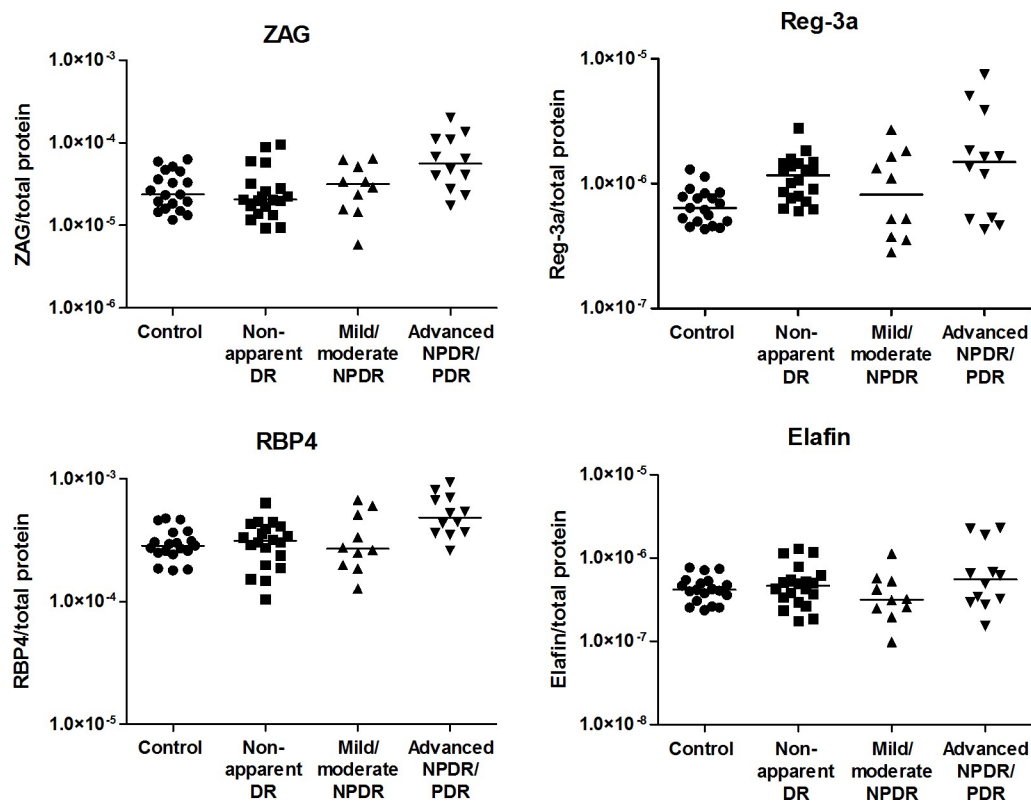 ZAG
1.0×10-3
1.0×10-4
1.0×10-5
1.0×10-6
ZAG/total protein
Control
Non-
apparent
DR
Mild/
moderate
NPDR
Advanced
NPDR/
PDR
Reg-3a
1.0×10-5
1.0×10-6
1.0×10-7
Reg-3a/total protein
Control
Non-
apparent
DR
Mild/
moderate
NPDR
Advanced
NPDR/
PDR
RBP4
1.0×10-3
1.0×10-4
1.0×10-5
RBP4/total protein
Control
Non-
apparent
DR
Mild/
moderate
NPDR
Advanced
NPDR/
PDR
Elafin
1.0×10-5
1.0×10-6
1.0×10-7
1.0×10-8
Elafin/total protein
Control
Non-
apparent
DR
Mild/
moderate
NPDR
Advanced
NPDR/
PDR